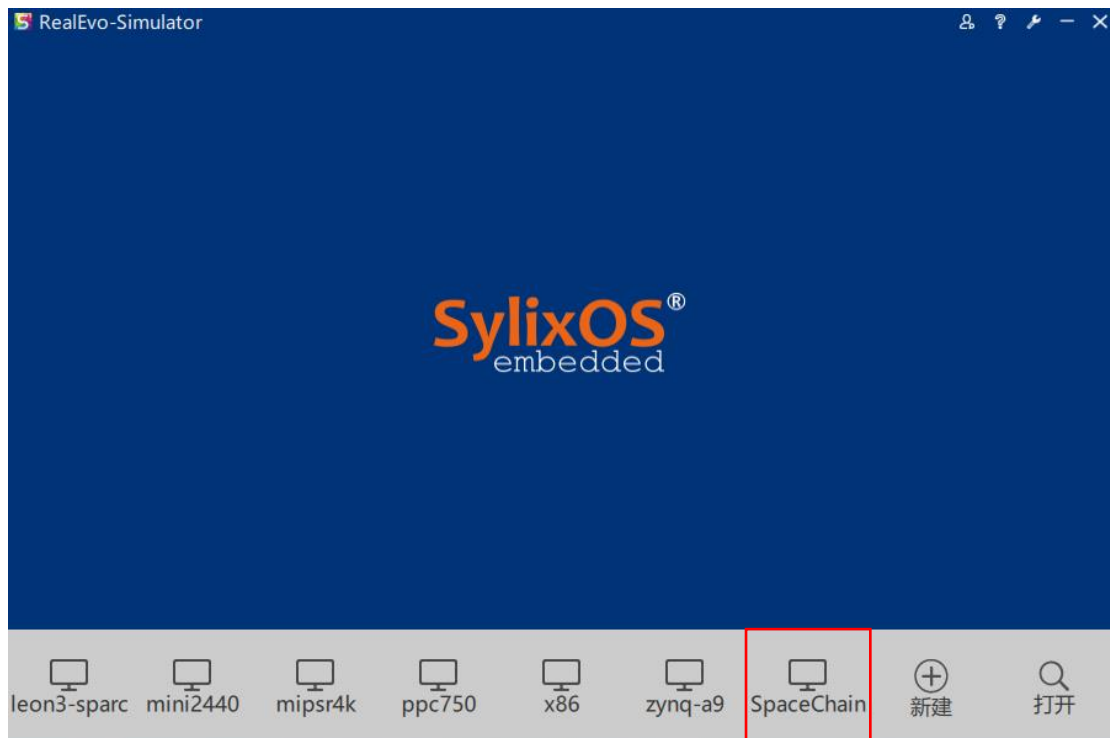 RealEvo-Simulator
SylixOS®
embedded
leon3-sparc mini2440 mipsr4k ppc750 x86 zynq-a9 SpaceChain 新建 打开